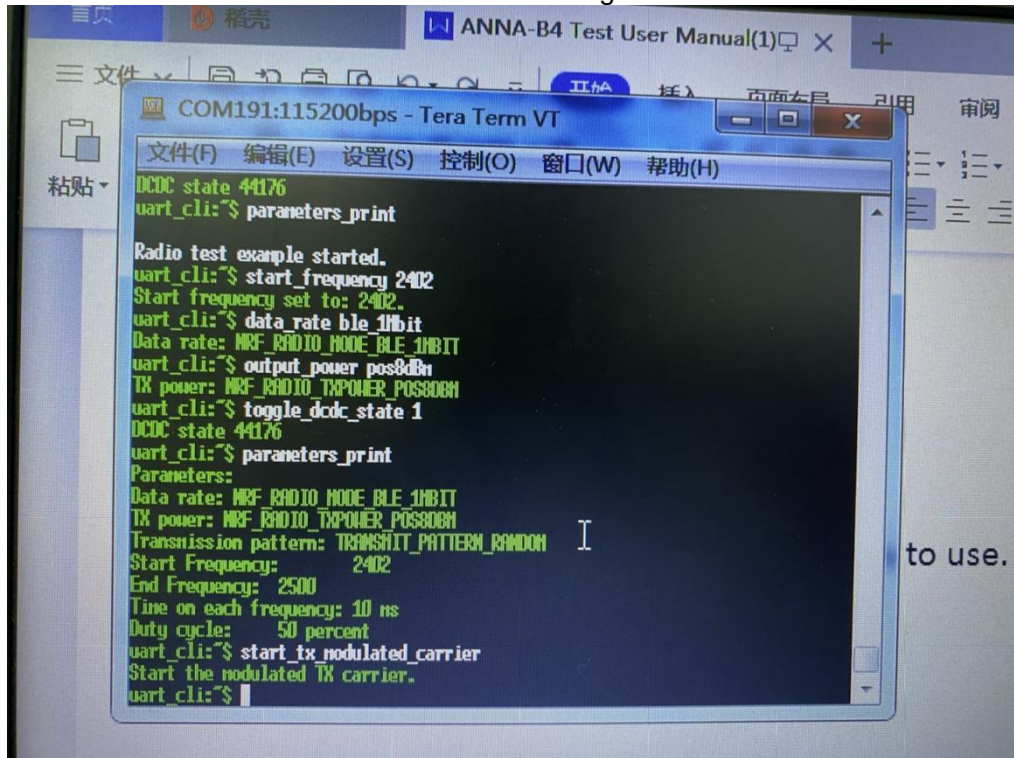 首页
稻壳
ANNA-B4 Test User Manual(1)
文件
开始
插入
页面布局
引用
审阅
粘贴
COM191:115200bps - Tera Term VT
文件(F) 编辑(E) 设置(S) 控制(O) 窗口(W) 帮助(H)
DCDC state 44176
uart_cli:~$ parameters_print
Radio test example started.
uart_cli:~$ start_frequency 2402
Start frequency set to: 2402.
uart_cli:~$ data_rate ble_1Mbit
Data rate: NRF_RADIO_MODE_BLE_1MBIT
uart_cli:~$ output_power pos8dBm
TX power: NRF_RADIO_TXPOWER_POS8DBM
uart_cli:~$ toggle_dcdc_state 1
DCDC state 44176
uart_cli:~$ parameters_print
Parameters:
Data rate: NRF_RADIO_MODE_BLE_1MBIT
TX power: NRF_RADIO_TXPOWER_POS8DBM
Transmission pattern: TRANSMIT_PATTERN_RANDOM
Start Frequency: 2402
End Frequency: 2500
Time on each frequency: 10 ms
Duty cycle: 50 percent
uart_cli:~$ start_tx_modulated_carrier
Start the modulated TX carrier.
uart_cli:~$
to use.